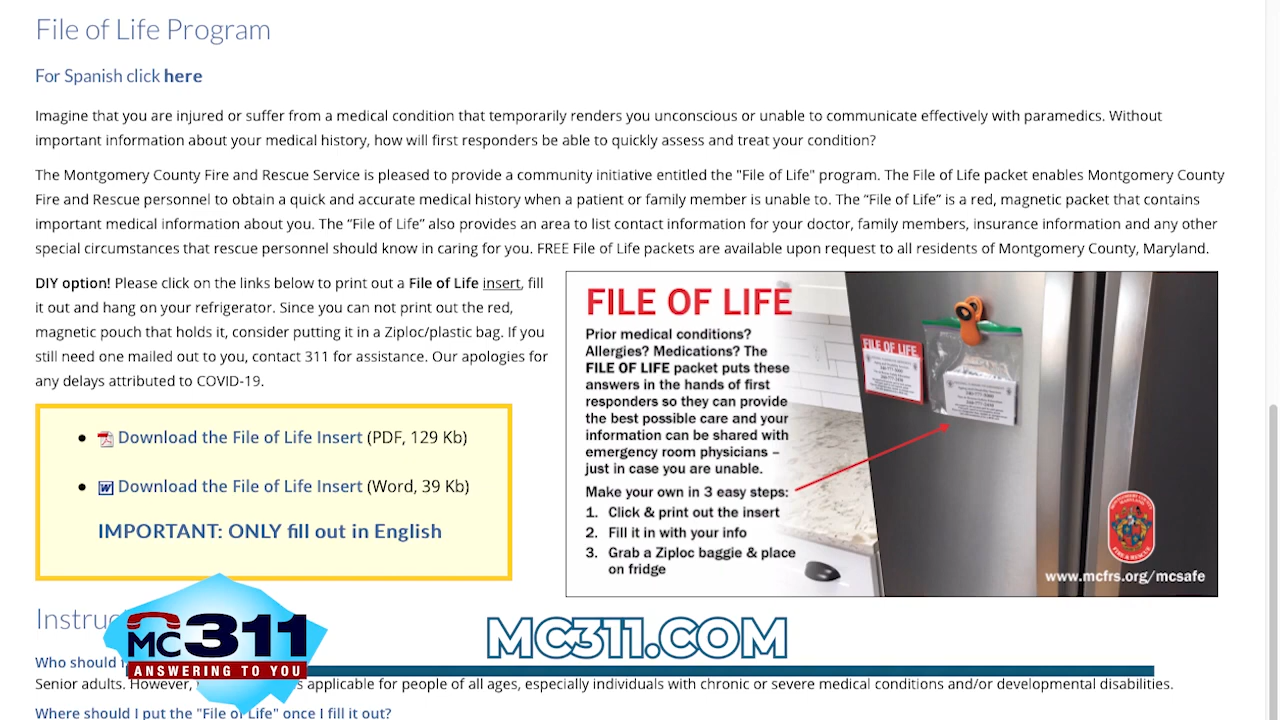 File of Life Program
For Spanish click here
Imagine that you are injured or suffer from a medical condition that temporarily renders you unconscious or unable to communicate effectively with paramedics. Without
important information about your medical history, how will first responders be able to quickly assess and treat your condition?
The Montgomery County Fire and Rescue Service is pleased to provide a community initiative entitled the "File of Life" program. The File of Life packet enables Montgomery County
Fire and Rescue personnel to obtain a quick and accurate medical history when a patient or family member is unable to. The “File of Life” is a red, magnetic packet that contains
important medical information about you. The “File of Life” also provides an area to list contact information for your doctor, family members, insurance information and any other
special circumstances that rescue personnel should know in caring for you. FREE File of Life packets are available upon request to all residents of Montgomery County, Maryland.
DIY option! Please click on the links below to print out a File of Life insert, fill
it out and hang on your refrigerator. Since you can not print out the red,
magnetic pouch that holds it, consider putting it in a Ziploc/plastic bag. If you
still need one mailed out to you, contact 311 for assistance. Our apologies for
any delays attributed to COVID-19.
• Download the File of Life Insert (PDF, 129 Kb)
• Download the File of Life Insert (Word, 39 Kb)
IMPORTANT: ONLY fill out in English
FILE OF LIFE
Prior medical conditions?
Allergies? Medications? The
FILE OF LIFE packet puts these
answers in the hands of first
responders so they can provide
the best possible care and your
information can be shared with
emergency room physicians –
just in case you are unable.
Make your own in 3 easy steps:
1. Click & print out the insert
2. Fill it in with your info
3. Grab a Ziploc baggie & place
on fridge
FILE OF LIFE
MONTGOMERY COUNTY
MARYLAND
FIRE & RESCUE
www.mcfrs.org/mcsafe
Instruc
MC311
ANSWERING TO YOU
MC311.COM
Who should
Senior adults. However, applicable for people of all ages, especially individuals with chronic or severe medical conditions and/or developmental disabilities.
Where should I put the "File of Life" once I fill it out?